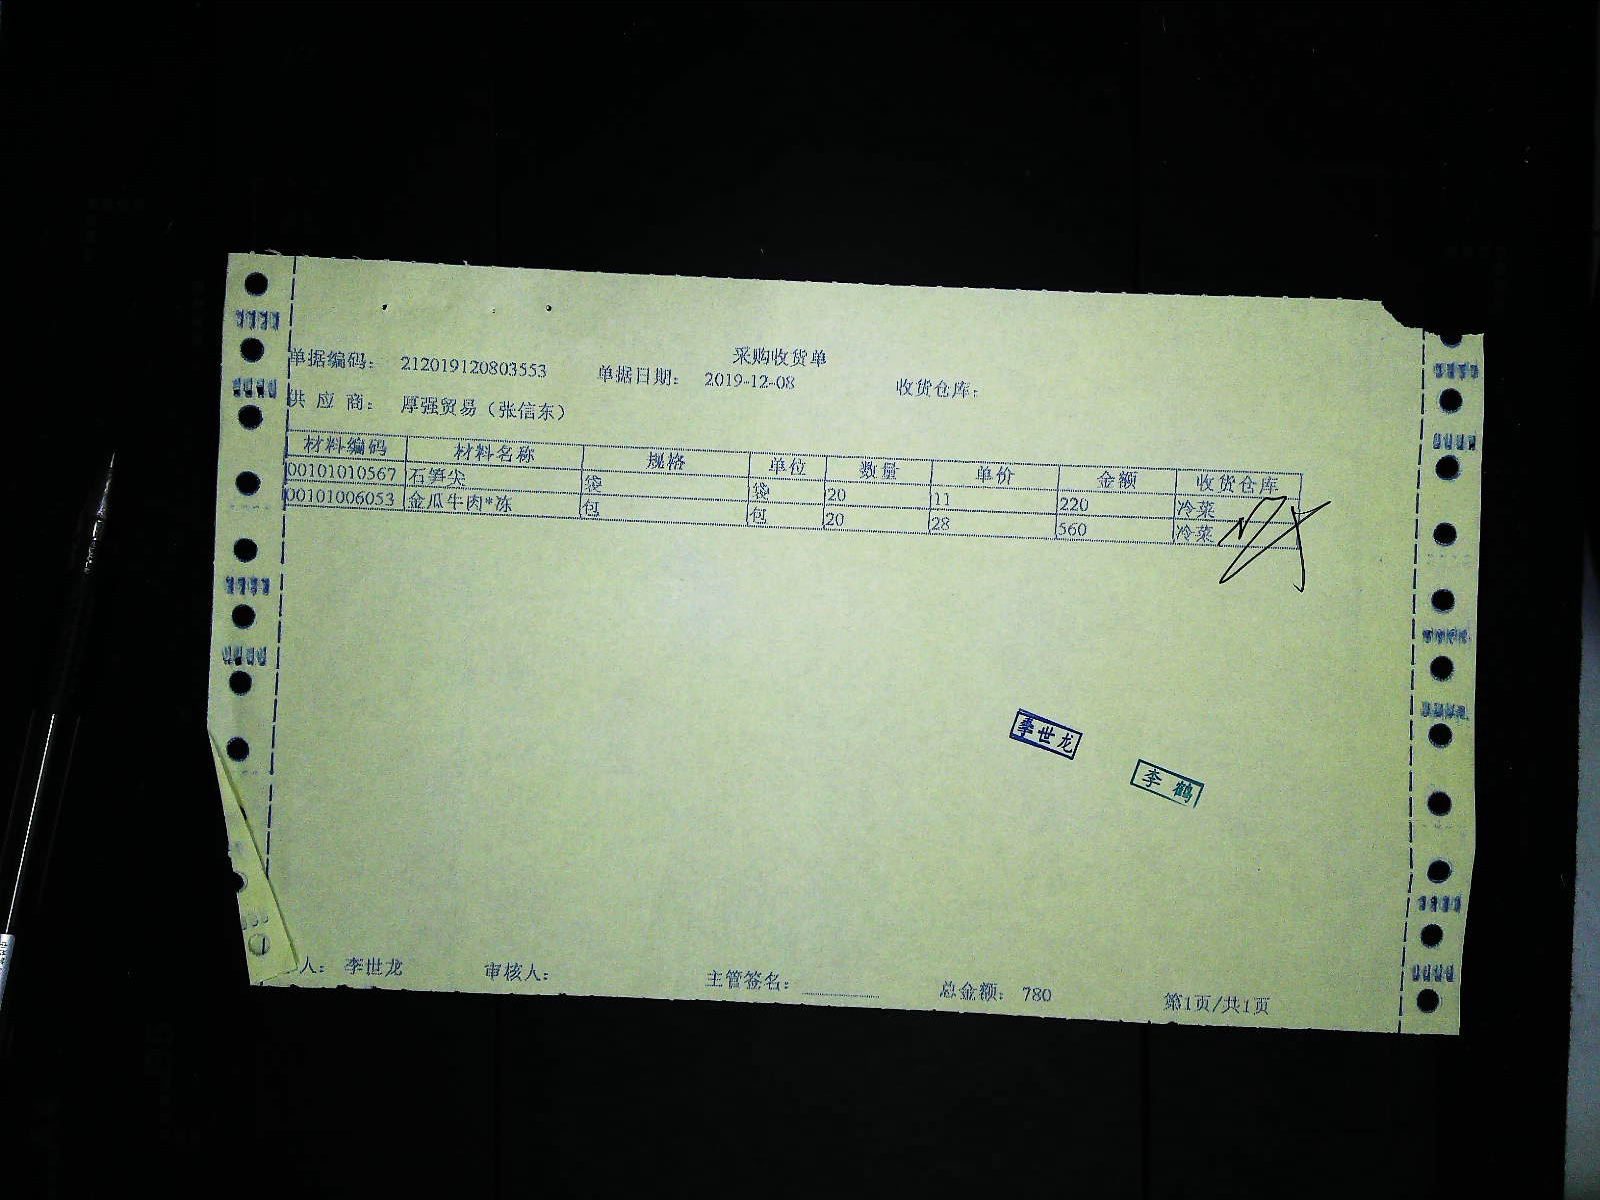 采购收货单
单据编码： 212019120803553 单据日期： 2019-12-08 收货仓库：
供 应 商： 厚强贸易（张信东）
材料编码 材料名称 规格 单位 数量 单价 金额 收货仓库
00101010567 石笋尖 袋 袋 20 11 220 冷菜
00101006053 金瓜牛肉*冻 包 包 20 28 560 冷菜
李世龙
李鹤
人： 李世龙 审核人： 主管签名： 总金额： 780 第1页/共1页